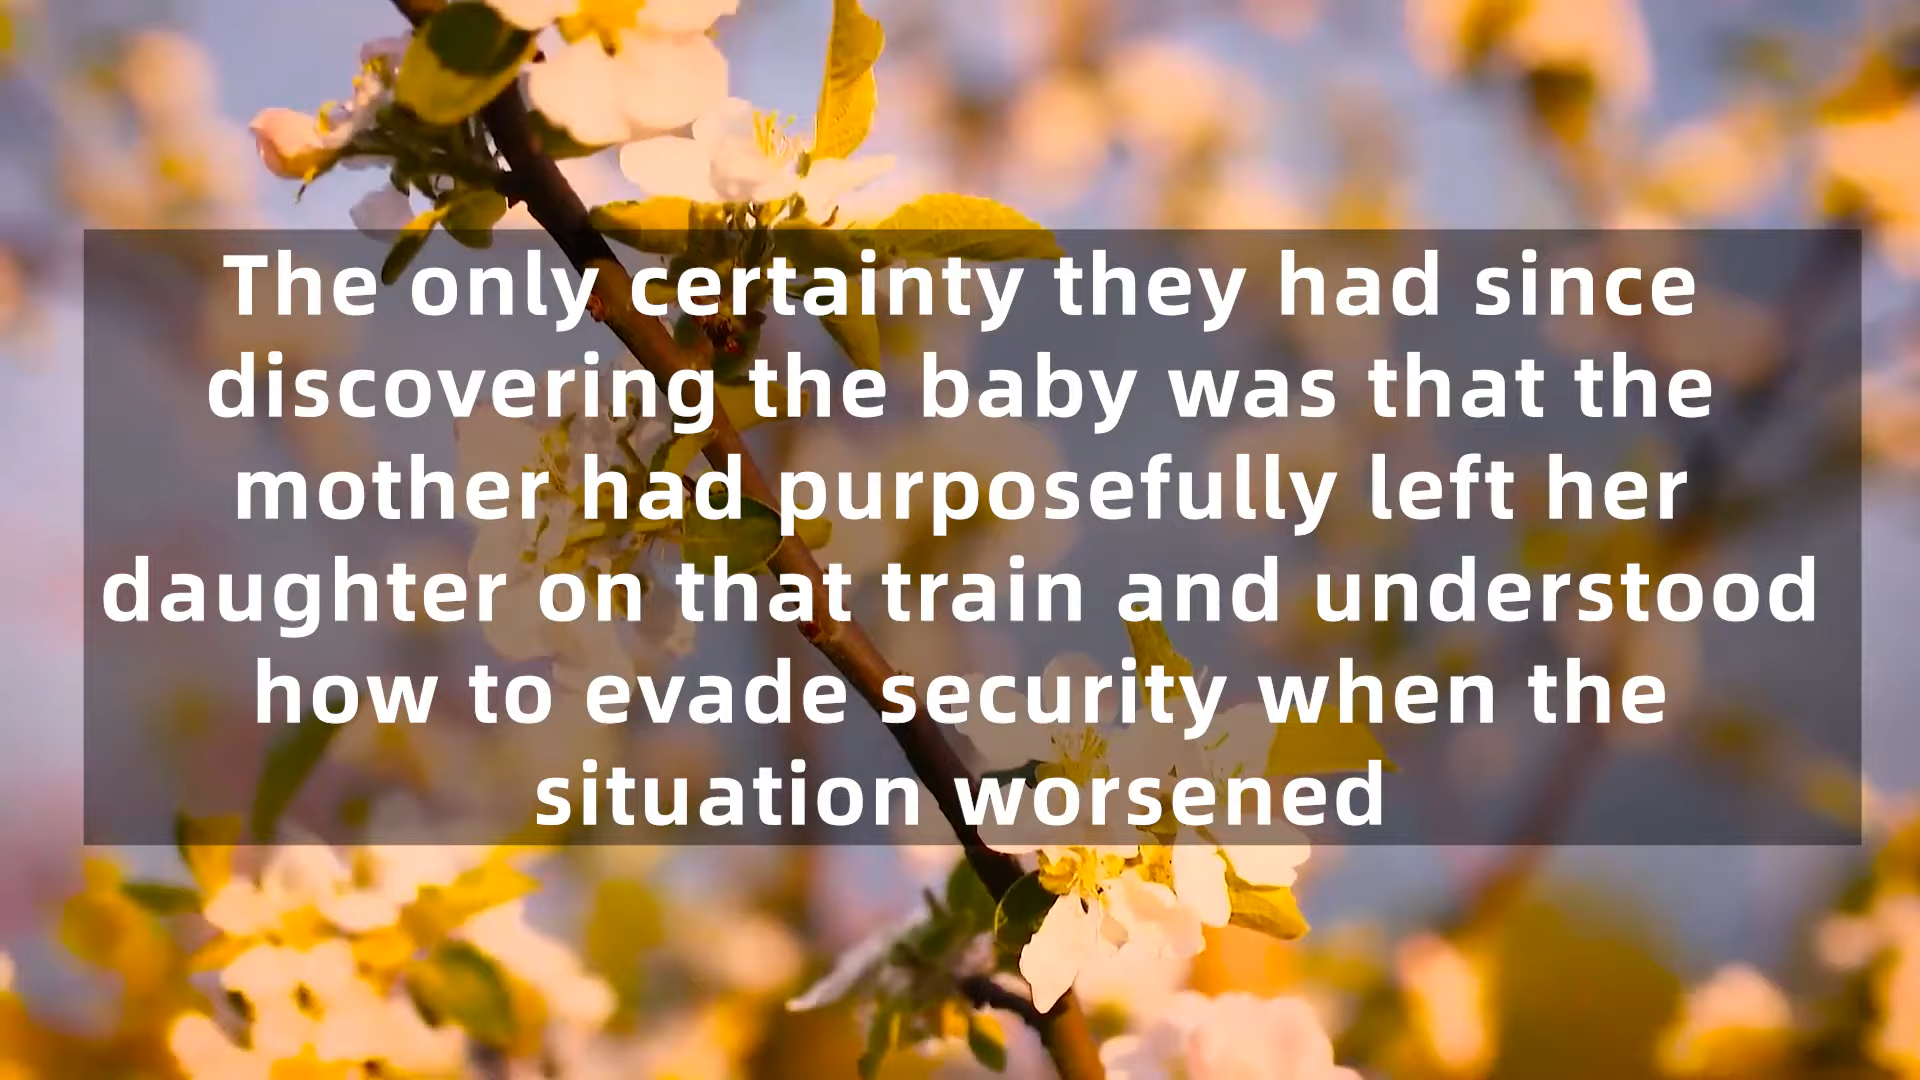 The only certainty they had since
discovering the baby was that the
mother had purposefully left her
daughter on that train and understood
how to evade security when the
situation worsened